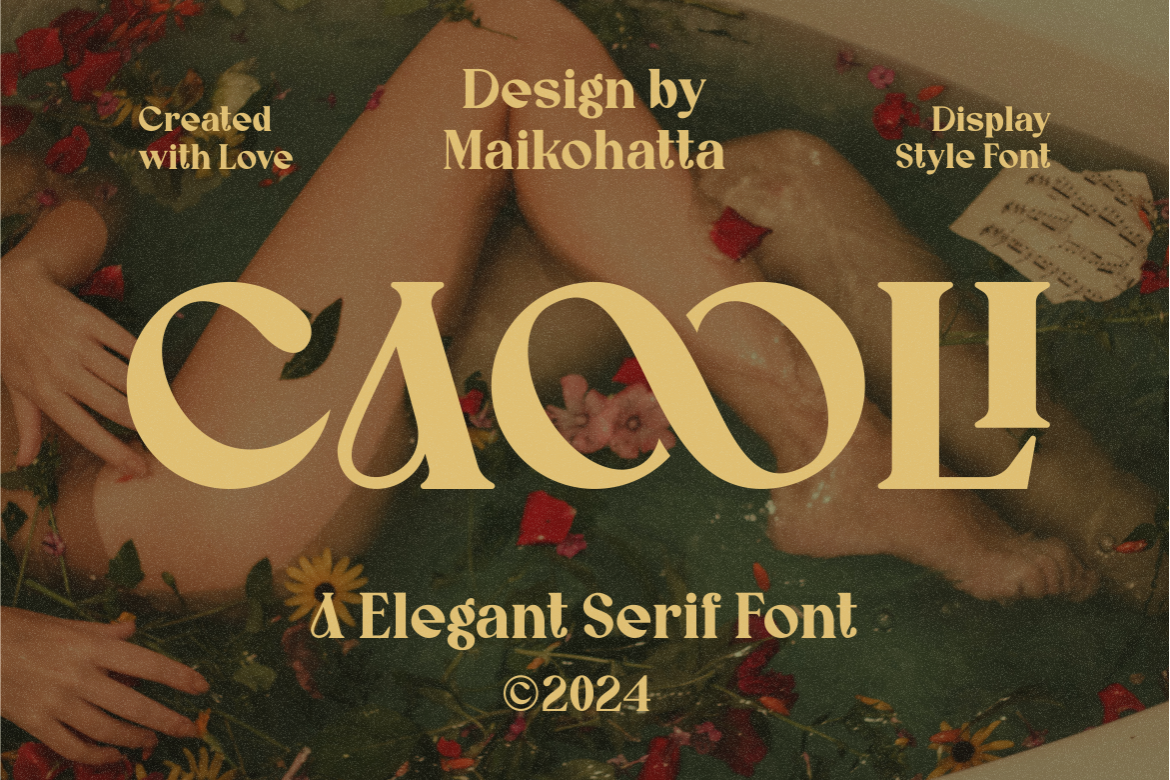 Created
with Love
Design by
Maikohatta
Display
Style Font
CAOOLI
A Elegant Serif Font
©2024